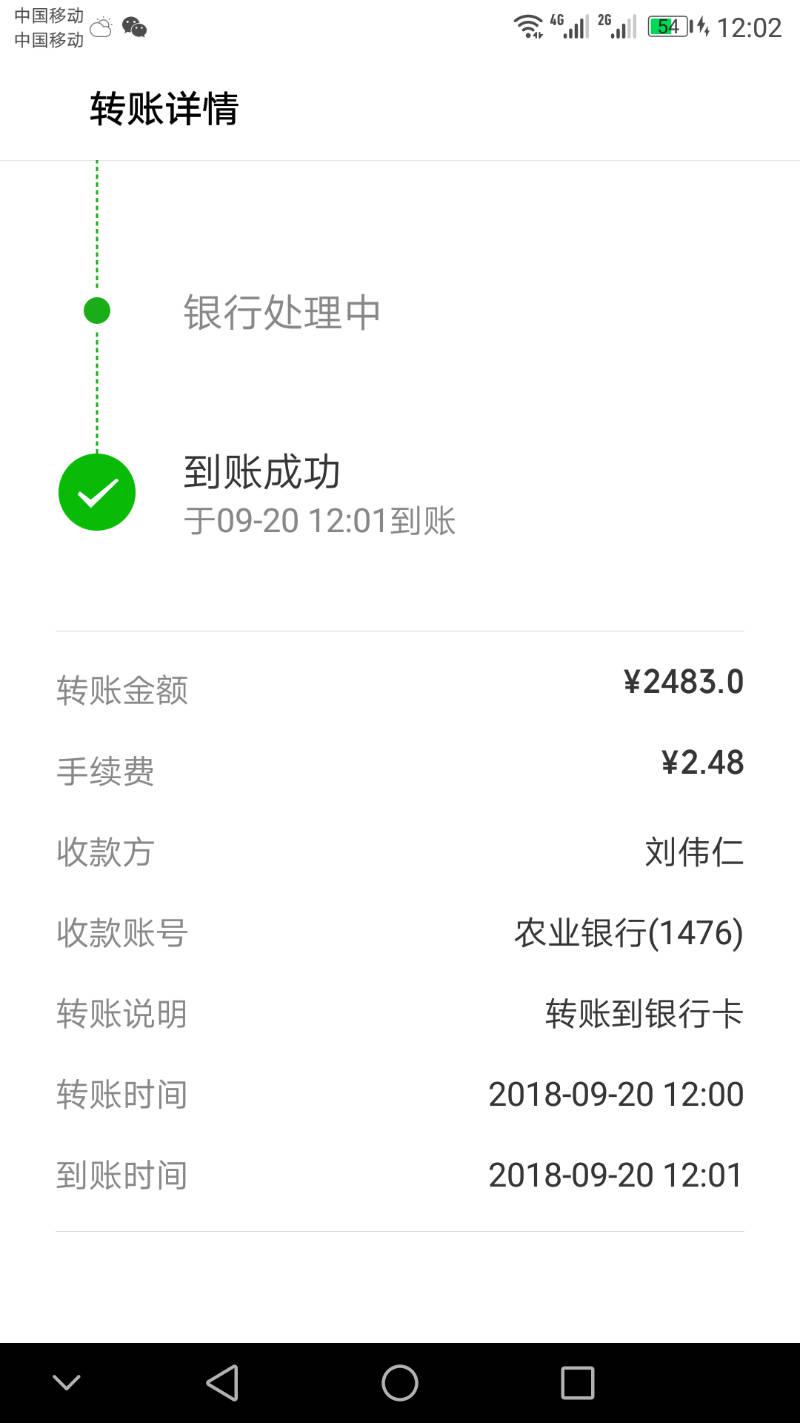 中国移动
中国移动
4G 2G 54 12:02
转账详情
银行处理中
到账成功
于09-20 12:01到账
转账金额 ¥2483.0
手续费 ¥2.48
收款方 刘伟仁
收款账号 农业银行(1476)
转账说明 转账到银行卡
转账时间 2018-09-20 12:00
到账时间 2018-09-20 12:01